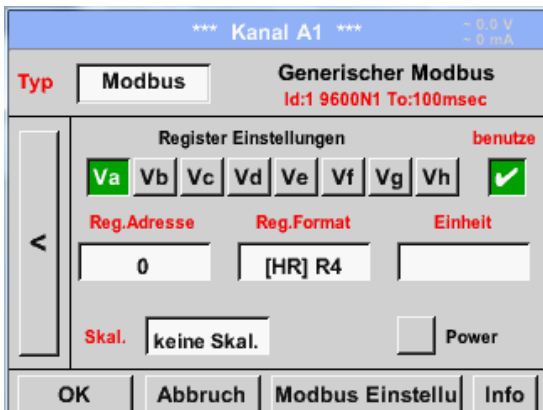 *** Kanal A1 ***
~ 0.0 V
~ 0 mA
Typ
Modbus
Generischer Modbus
Id:1 9600N1 To:100msec
Register Einstellungen
benutze
Va Vb Vc Vd Ve Vf Vg Vh
<
Reg.Adresse Reg.Format Einheit
0 [HR] R4
Skal. keine Skal. Power
OK Abbruch Modbus Einstellu Info